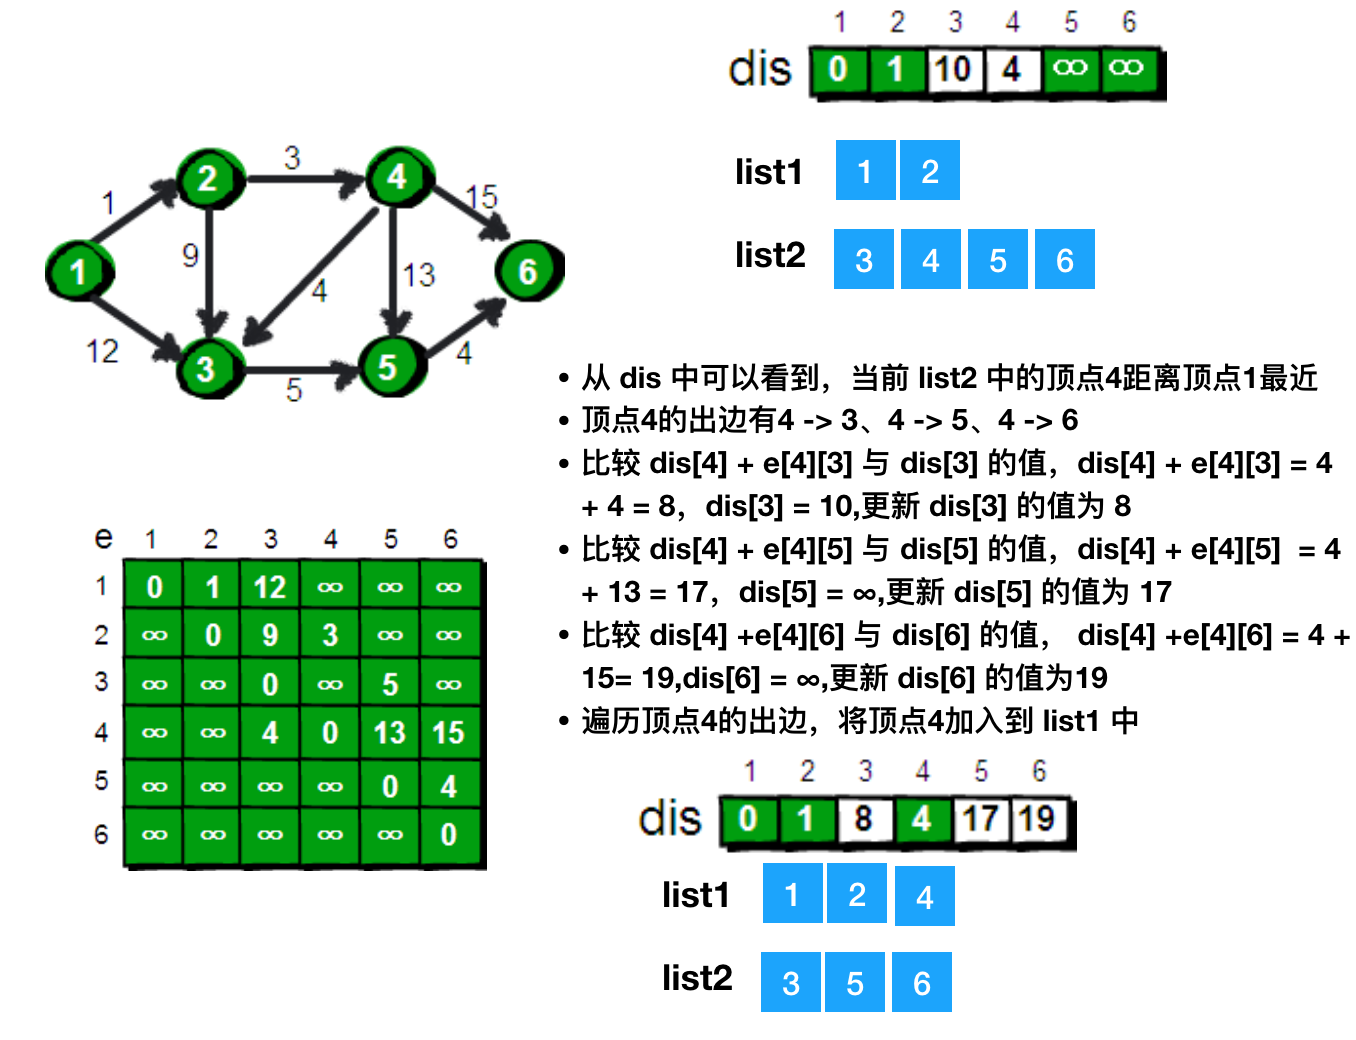 1 2 3 4 5 6
dis 0 1 10 4 ∞ ∞
list1 1 2
list2 3 4 5 6
2 3 4
1 15
9 4 13
1 6
12 4
3 5 5
• 从 dis 中可以看到，当前 list2 中的顶点4距离顶点1最近
• 顶点4的出边有4 -> 3、4 -> 5、4 -> 6
• 比较 dis[4] + e[4][3] 与 dis[3] 的值，dis[4] + e[4][3] = 4
+ 4 = 8，dis[3] = 10,更新 dis[3] 的值为 8
• 比较 dis[4] + e[4][5] 与 dis[5] 的值，dis[4] + e[4][5]  = 4
+ 13 = 17，dis[5] = ∞,更新 dis[5] 的值为 17
• 比较 dis[4] +e[4][6] 与 dis[6] 的值， dis[4] +e[4][6] = 4 +
15= 19,dis[6] = ∞,更新 dis[6] 的值为19
• 遍历顶点4的出边，将顶点4加入到 list1 中
e 1 2 3 4 5 6
1 0 1 12 ∞ ∞ ∞
2 ∞ 0 9 3 ∞ ∞
3 ∞ ∞ 0 ∞ 5 ∞
4 ∞ ∞ 4 0 13 15
5 ∞ ∞ ∞ ∞ 0 4
6 ∞ ∞ ∞ ∞ ∞ 0
1 2 3 4 5 6
dis 0 1 8 4 17 19
list1 1 2 4
list2 3 5 6